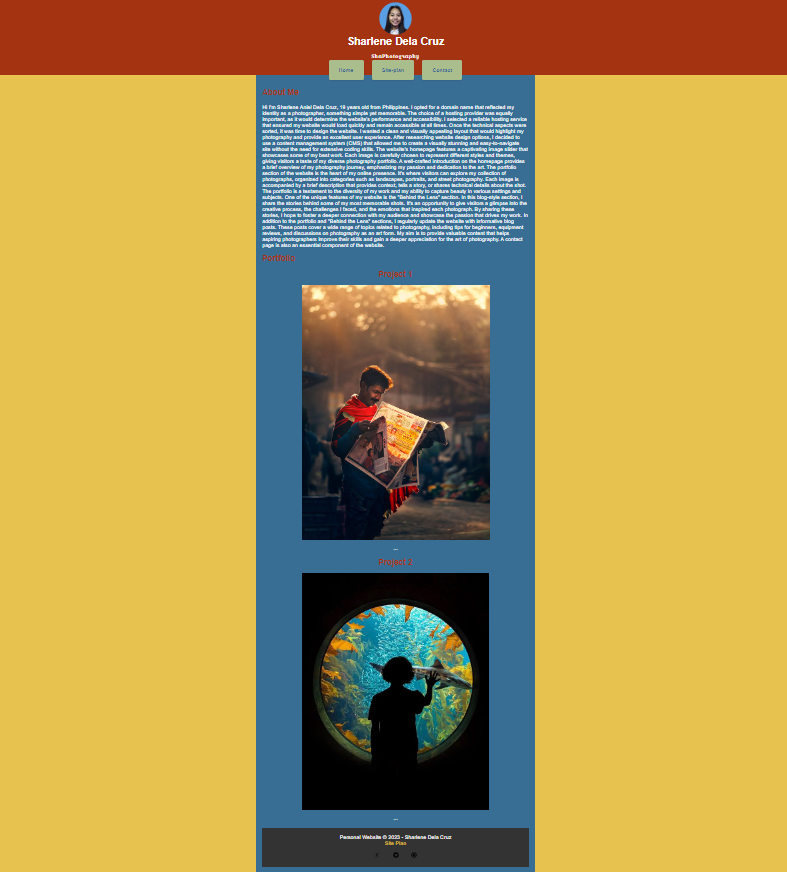 Sharlene Dela Cruz
ShaPhotography
Home
Site-plan
Contact
About Me
Hi I'm Sharlene Aniel Dela Cruz, 19 years old from Philippines. I opted for a domain name that reflected my
identity as a photographer, something simple yet memorable. The choice of a hosting provider was equally
important, as it would determine the website's performance and accessibility. I selected a reliable hosting service
that ensured my website would load quickly and remain accessible at all times. Once the technical aspects were
sorted, it was time to design the website. I wanted a clean and visually appealing layout that would highlight my
photography and provide an excellent user experience. After researching website design options, I decided to
use a content management system (CMS) that allowed me to create a visually stunning and easy-to-navigate
site without the need for extensive coding skills. The website's homepage features a captivating image slider that
showcases some of my best work. Each image is carefully chosen to represent different styles and themes,
giving visitors a taste of my diverse photography portfolio. A well-crafted introduction on the homepage provides
a brief overview of my photography journey, emphasizing my passion and dedication to the art. The portfolio
section of the website is the heart of my online presence. It's where visitors can explore my collection of
photographs, organized into categories such as landscapes, portraits, and street photography. Each image is
accompanied by a brief description that provides context, tells a story, or shares technical details about the shot.
The portfolio is a testament to the diversity of my work and my ability to capture beauty in various settings and
subjects. One of the unique features of my website is the "Behind the Lens" section. In this blog-style section, I
share the stories behind some of my most memorable shots. It's an opportunity to give visitors a glimpse into the
creative process, the challenges I faced, and the emotions that inspired each photograph. By sharing these
stories, I hope to foster a deeper connection with my audience and showcase the passion that drives my work. In
addition to the portfolio and "Behind the Lens" sections, I regularly update the website with informative blog
posts. These posts cover a wide range of topics related to photography, including tips for beginners, equipment
reviews, and discussions on photography as an art form. My aim is to provide valuable content that helps
aspiring photographers improve their skills and gain a deeper appreciation for the art of photography. A contact
page is also an essential component of the website.
Portfolio
Project 1
Project 2
Personal Website © 2023 - Sharlene Dela Cruz
Site Plan